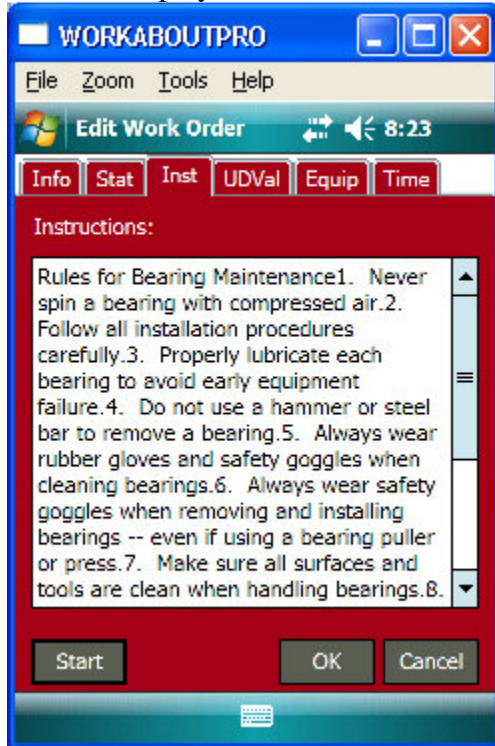 WORKABOUTPRO
File Zoom Tools Help
Edit Work Order 8:23
Info Stat Inst UDVal Equip Time
Instructions:
Rules for Bearing Maintenance1. Never
spin a bearing with compressed air.2.
Follow all installation procedures
carefully.3. Properly lubricate each
bearing to avoid early equipment
failure.4. Do not use a hammer or steel
bar to remove a bearing.5. Always wear
rubber gloves and safety goggles when
cleaning bearings.6. Always wear safety
goggles when removing and installing
bearings -- even if using a bearing puller
or press.7. Make sure all surfaces and
tools are clean when handling bearings.8.
Start OK Cancel